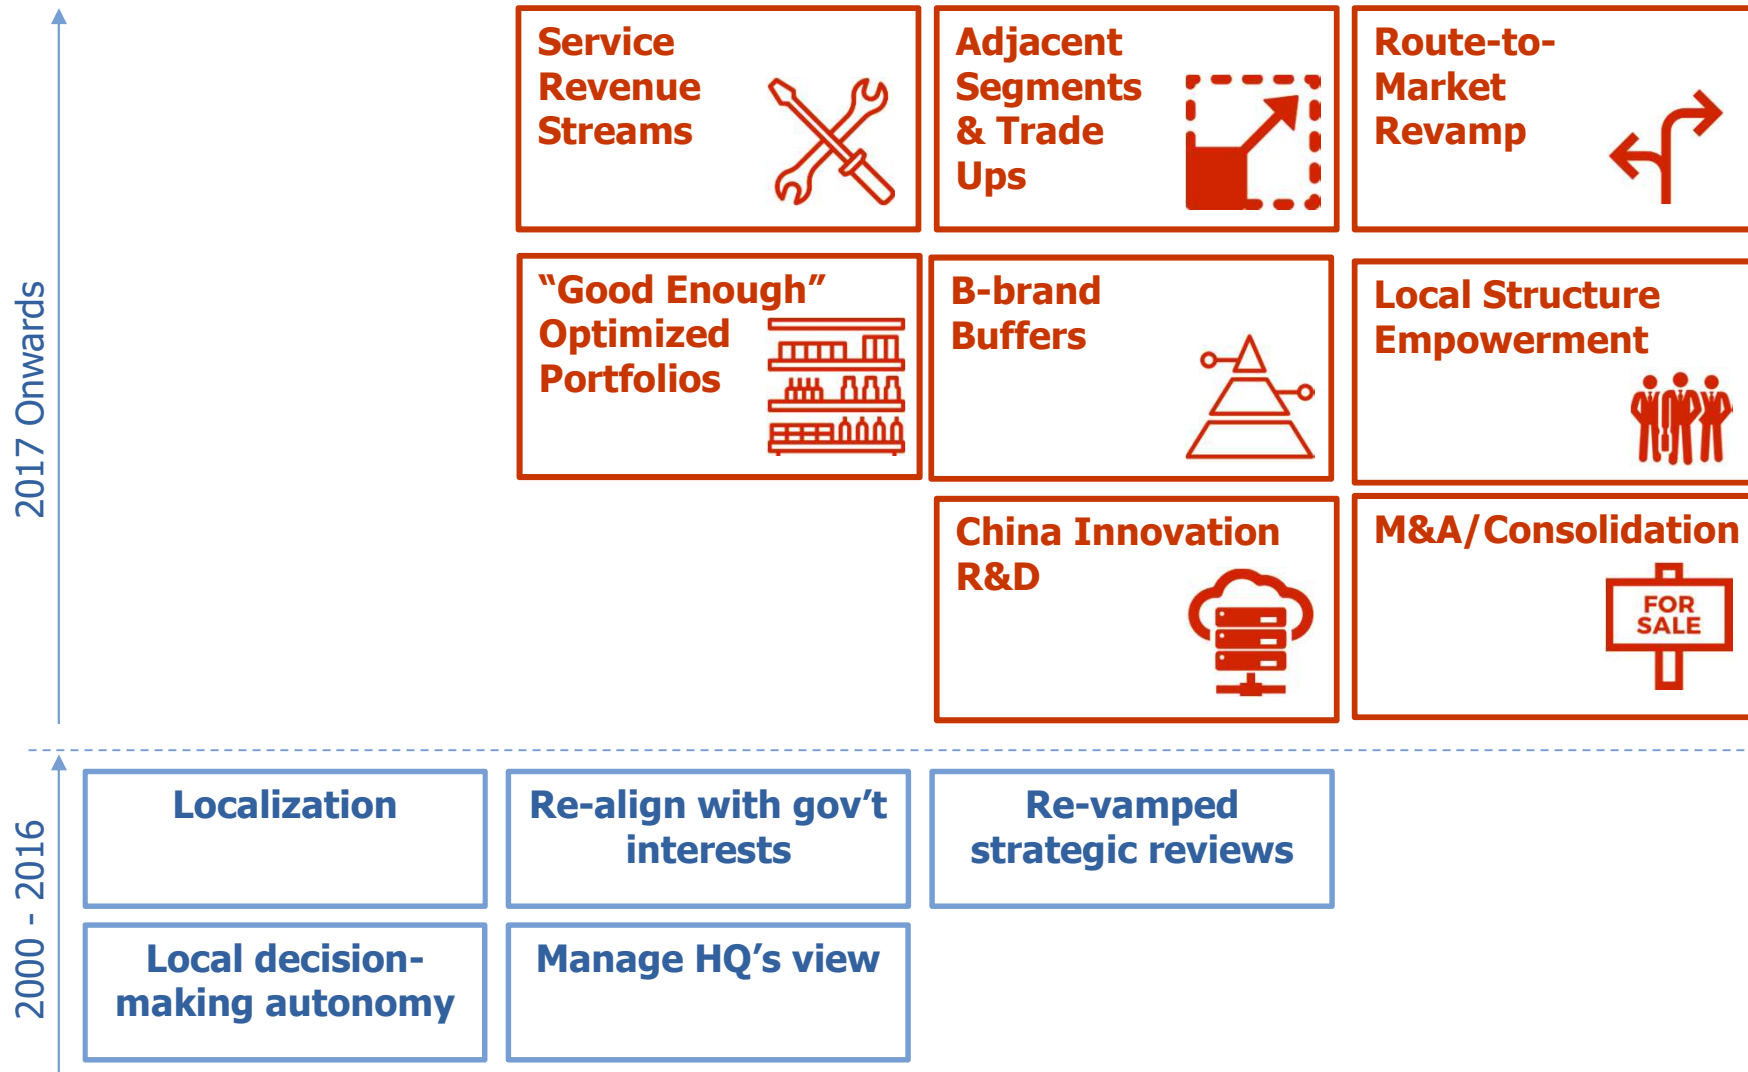 2017 Onwards
Service
Revenue
Streams
Adjacent
Segments
& Trade
Ups
Route-to-
Market
Revamp
“Good Enough”
Optimized
Portfolios
B-brand
Buffers
Local Structure
Empowerment
China Innovation
R&D
M&A/Consolidation
FOR
SALE
2000 - 2016
Localization
Re-align with gov’t
interests
Re-vamped
strategic reviews
Local decision-
making autonomy
Manage HQ’s view